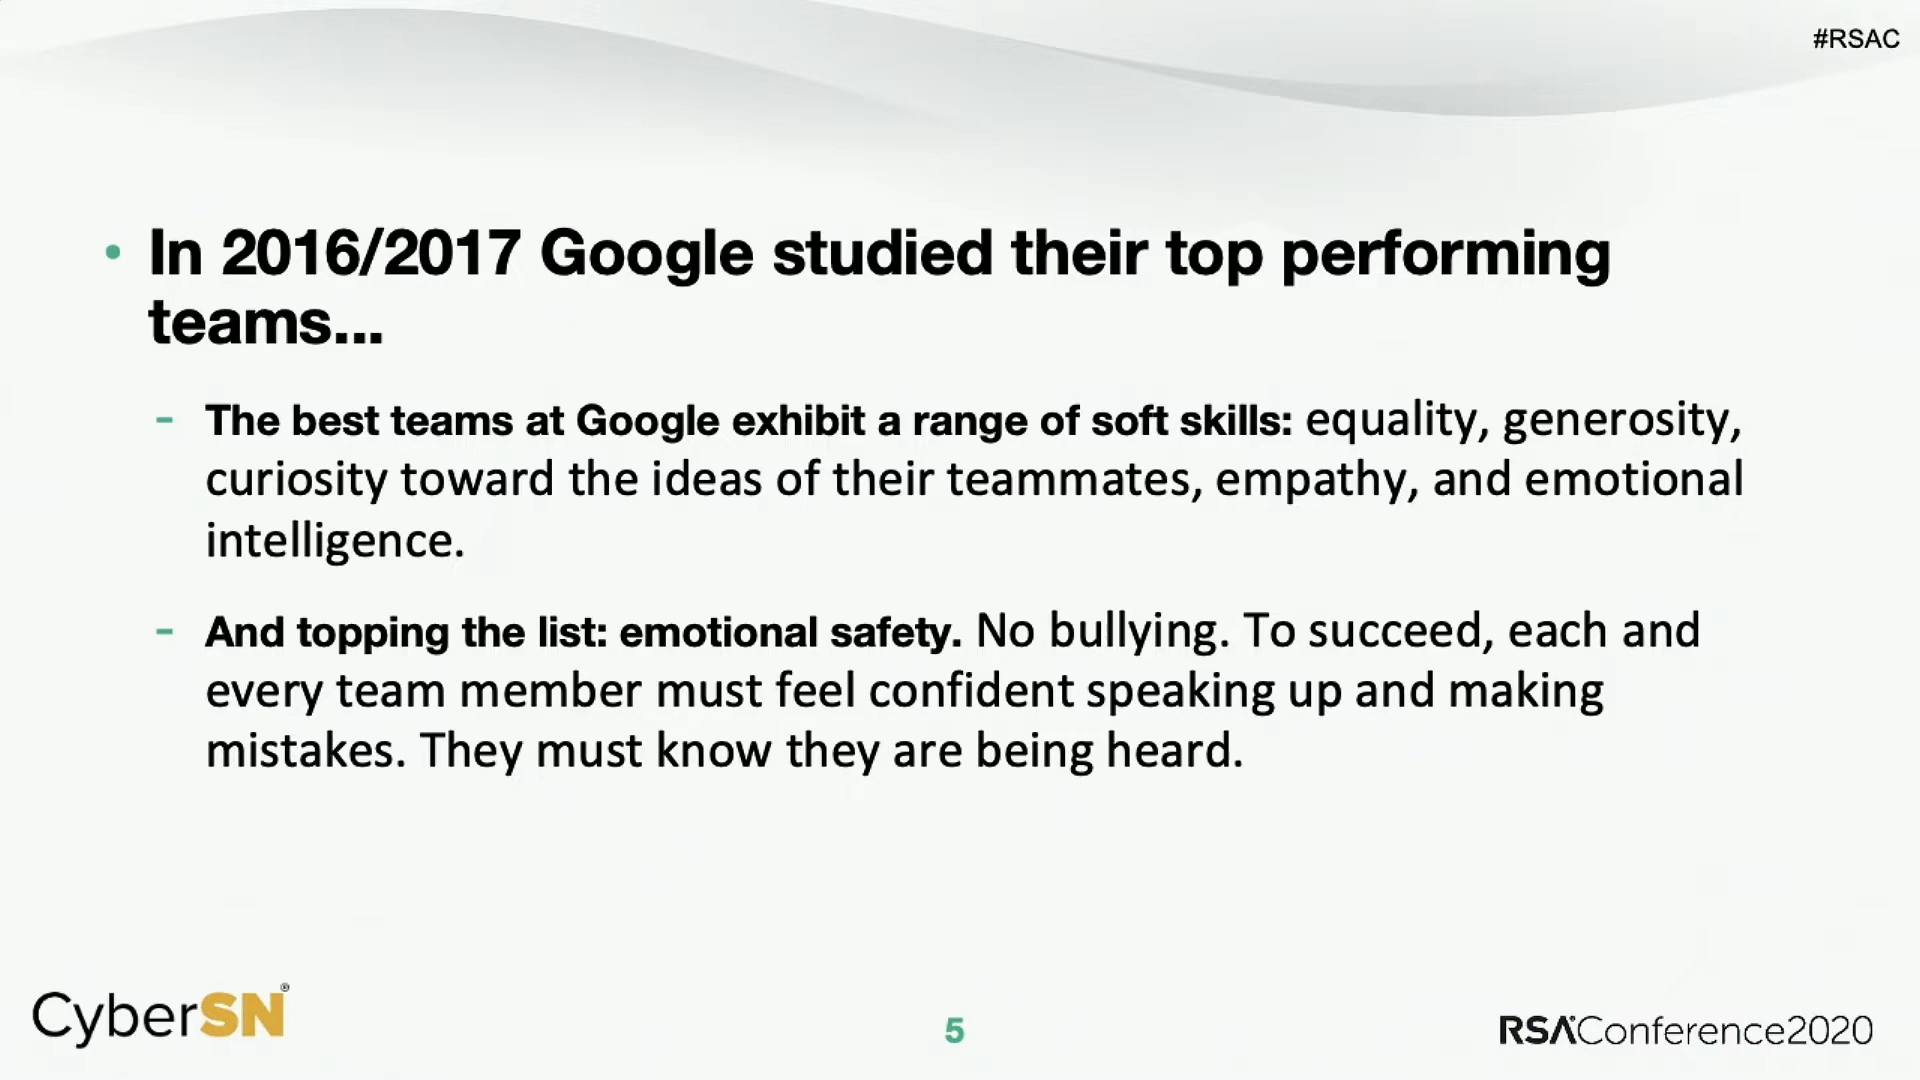 #RSAC
• In 2016/2017 Google studied their top performing
teams...
- The best teams at Google exhibit a range of soft skills: equality, generosity,
curiosity toward the ideas of their teammates, empathy, and emotional
intelligence.
- And topping the list: emotional safety. No bullying. To succeed, each and
every team member must feel confident speaking up and making
mistakes. They must know they are being heard.
CyberSN®
5
RSAConference2020